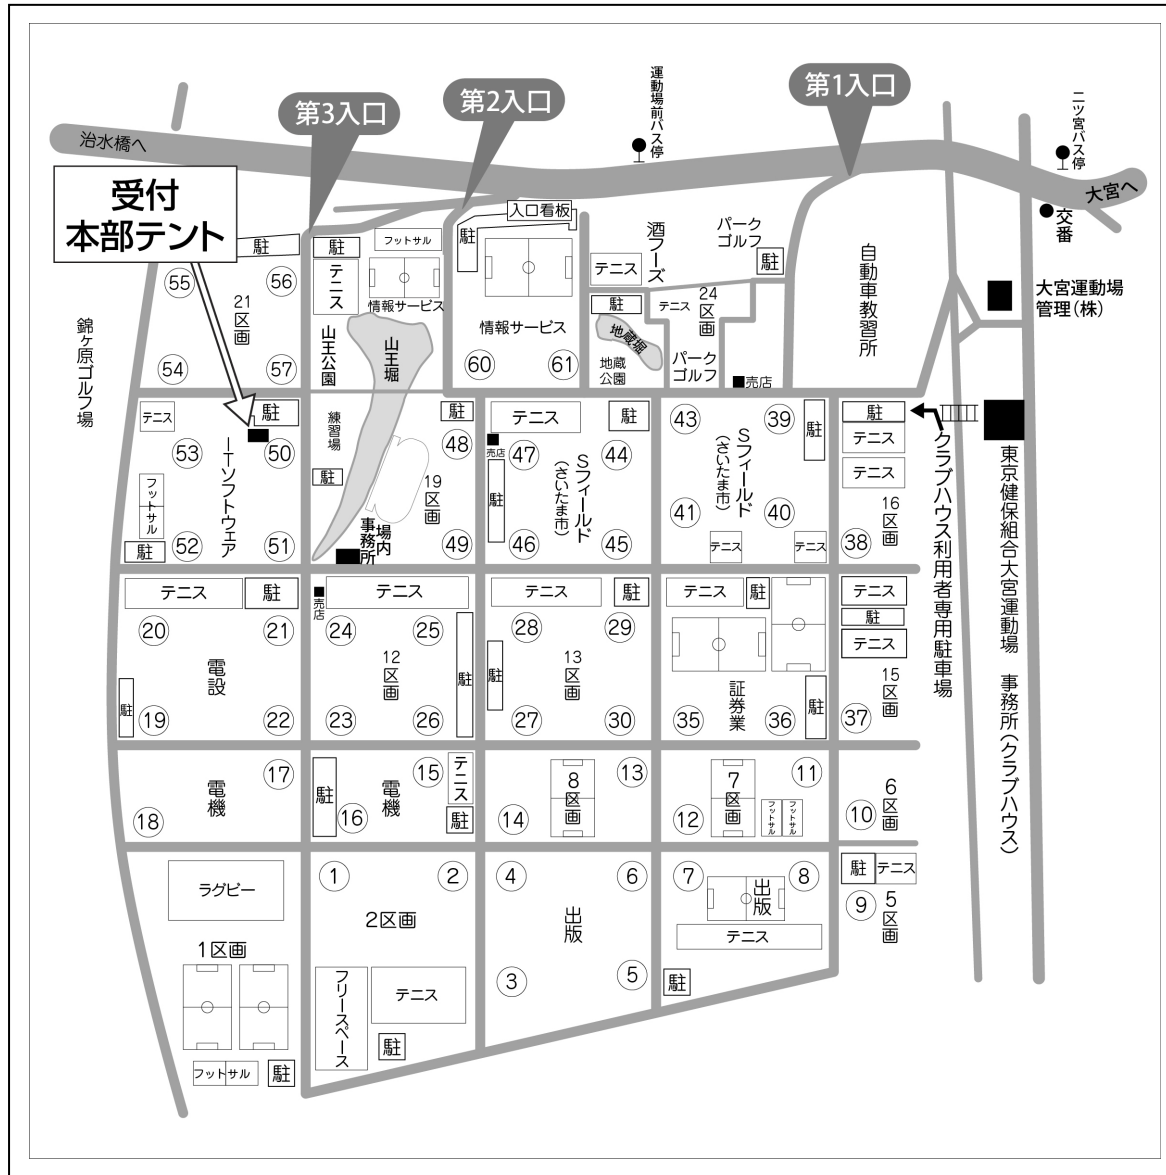 第1入口
第2入口
第3入口
運動場前バス停
二ツ宮バス停
治水橋へ
大宮へ
交番
受付
本部テント
入口看板
駐
駐
フットサル
駐
酒フーズ
パーク
ゴルフ
駐
自動車教習所
大宮運動場
管理(株)
55
56
21
区画
テニス
情報サービス
情報サービス
テニス
テニス
24
区画
駐
地蔵堀
地蔵
公園
パーク
ゴルフ
■売店
錦ヶ原ゴルフ場
54
57
山王公園
山王堀
60
61
テニス
駐
53
50
ITソフトウェア
練習場
駐
駐
48
19
区画
テニス
駐
売店
47
44
Sフィールド
(さいたま市)
駐
43
39
Sフィールド
(さいたま市)
駐
駐
テニス
テニス
クラブハウス利用者専用駐車場
東京健保組合大宮運動場 事務所(クラブハウス)
フットサル
駐
52
51
場内
事務所
49
46
45
41
40
テニス
テニス
38
16
区画
テニス
駐
売店
テニス
テニス
駐
テニス
駐
テニス
駐
テニス
20
21
電設
24
25
12
区画
駐
28
29
13
区画
駐
駐
19
22
23
26
27
30
35
証券業
36
駐
37
15
区画
17
電機
18
駐
16
電機
15
テニス
駐
14
8
区画
13
12
7
区画
11
フットサル
フットサル
10
6
区画
ラグビー
1
2
4
6
7
8
出版
テニス
駐
テニス
9
5
区画
1区画
2区画
出版
3
5
駐
フリースペース
テニス
駐
フットサル
駐